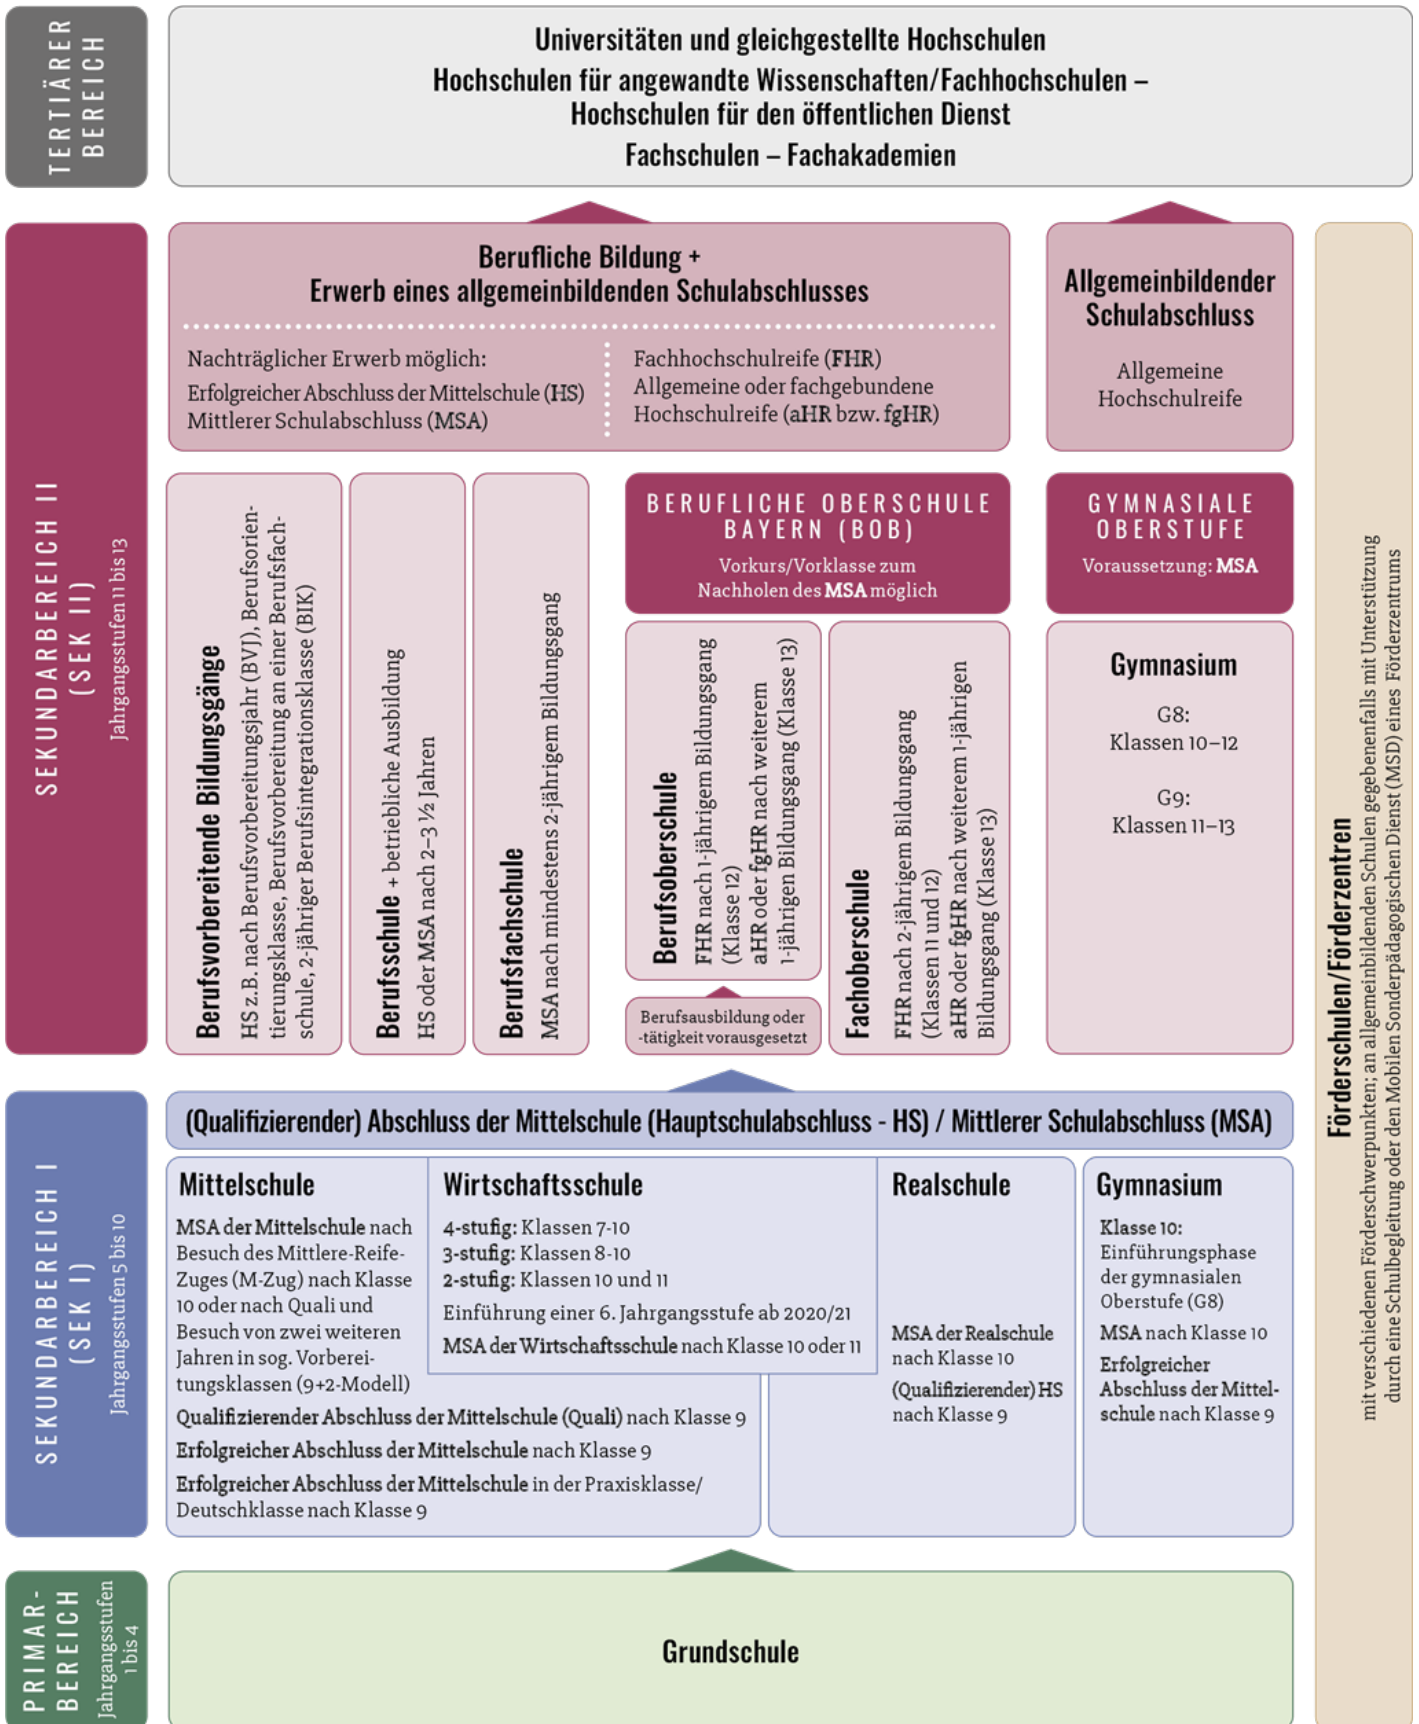 TERTIÄRER
BEREICH
Universitäten und gleichgestellte Hochschulen
Hochschulen für angewandte Wissenschaften/Fachhochschulen –
Hochschulen für den öffentlichen Dienst
Fachschulen – Fachakademien
SEKUNDARBEREICH II
(SEK II)
Jahrgangsstufen 11 bis 13
Berufliche Bildung +
Erwerb eines allgemeinbildenden Schulabschlusses
Nachträglicher Erwerb möglich:
Erfolgreicher Abschluss der Mittelschule (HS)
Mittlerer Schulabschluss (MSA)
Fachhochschulreife (FHR)
Allgemeine oder fachgebundene
Hochschulreife (aHR bzw. fgHR)
Allgemeinbildender
Schulabschluss
Allgemeine
Hochschulreife
Berufsvorbereitende Bildungsgänge
HS z.B. nach Berufsvorbereitungsjahr (BVJ), Berufsorien-
tierungsklasse, Berufsvorbereitung an einer Berufsfach-
schule, 2-jähriger Berufsintegrationsklasse (BIK)
Berufsschule + betriebliche Ausbildung
HS oder MSA nach 2–3 ½ Jahren
Berufsfachschule
MSA nach mindestens 2-jährigem Bildungsgang
BERUFLICHE OBERSCHULE
BAYERN (BOB)
Vorkurs/Vorklasse zum
Nachholen des MSA möglich
Berufsoberschule
FHR nach 1-jährigem Bildungsgang
(Klasse 12)
aHR oder fgHR nach weiterem
1-jährigen Bildungsgang (Klasse 13)
Berufsausbildung oder
-tätigkeit vorausgesetzt
Fachoberschule
FHR nach 2-jährigem Bildungsgang
(Klassen 11 und 12)
aHR oder fgHR nach weiterem 1-jährigen
Bildungsgang (Klasse 13)
GYMNASIALE
OBERSTUFE
Voraussetzung: MSA
Gymnasium
G8:
Klassen 10–12
G9:
Klassen 11–13
Förderschulen/Förderzentren
mit verschiedenen Förderschwerpunkten; an allgemeinbildenden Schulen gegebenenfalls mit Unterstützung
durch eine Schulbegleitung oder den Mobilen Sonderpädagogischen Dienst (MSD) eines Förderzentrums
SEKUNDARBEREICH I
(SEK I)
Jahrgangsstufen 5 bis 10
(Qualifizierender) Abschluss der Mittelschule (Hauptschulabschluss - HS) / Mittlerer Schulabschluss (MSA)
Mittelschule
MSA der Mittelschule nach
Besuch des Mittlere-Reife-
Zuges (M-Zug) nach Klasse
10 oder nach Quali und
Besuch von zwei weiteren
Jahren in sog. Vorberei-
tungsklassen (9+2-Modell)
Qualifizierender Abschluss der Mittelschule (Quali) nach Klasse 9
Erfolgreicher Abschluss der Mittelschule nach Klasse 9
Erfolgreicher Abschluss der Mittelschule in der Praxisklasse/
Deutschklasse nach Klasse 9
Wirtschaftsschule
4-stufig: Klassen 7-10
3-stufig: Klassen 8-10
2-stufig: Klassen 10 und 11
Einführung einer 6. Jahrgangsstufe ab 2020/21
MSA der Wirtschaftsschule nach Klasse 10 oder 11
Realschule
MSA der Realschule
nach Klasse 10
(Qualifizierender) HS
nach Klasse 9
Gymnasium
Klasse 10:
Einführungsphase
der gymnasialen
Oberstufe (G8)
MSA nach Klasse 10
Erfolgreicher
Abschluss der Mittel-
schule nach Klasse 9
PRIMAR-
BEREICH
Jahrgangsstufen
1 bis 4
Grundschule